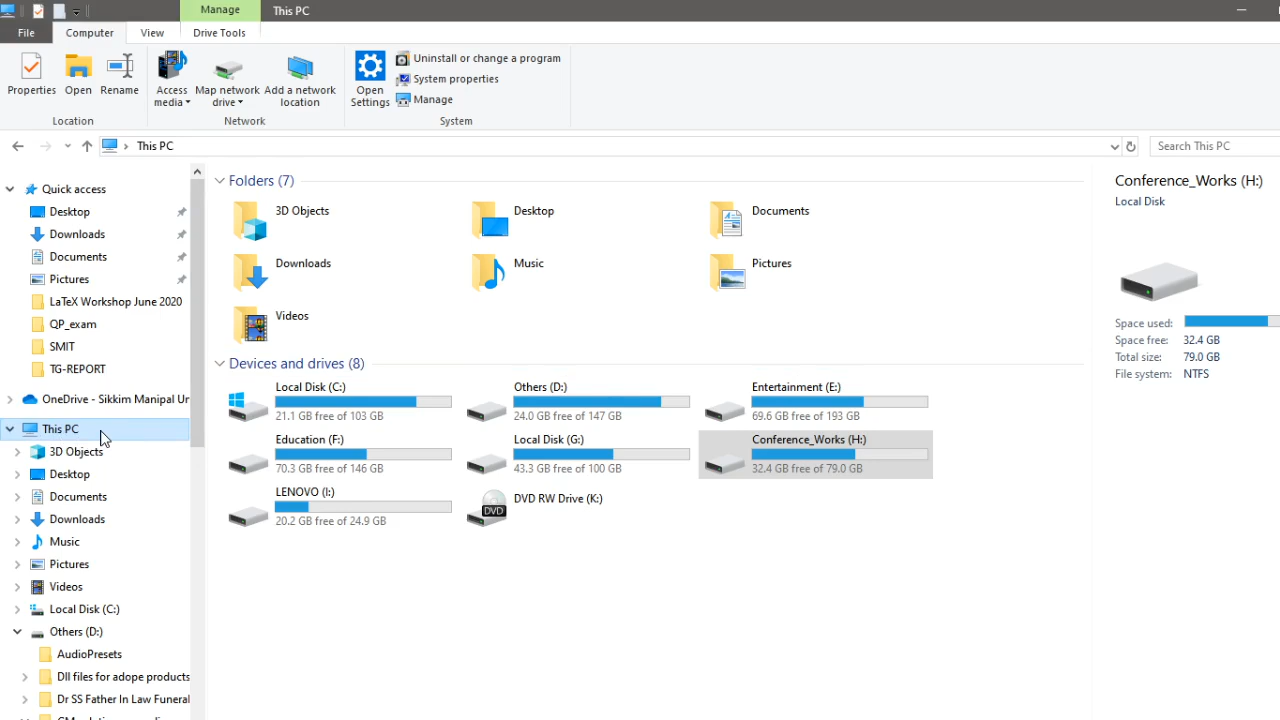 Manage
This PC
File
Computer
View
Drive Tools
Properties
Open
Rename
Access
media
Map network
drive
Add a network
location
Open
Settings
Uninstall or change a program
System properties
Manage
Location
Network
System
This PC
Search This PC
Quick access
Desktop
Downloads
Documents
Pictures
LaTeX Workshop June 2020
QP_exam
SMIT
TG-REPORT
OneDrive - Sikkim Manipal Un
This PC
3D Objects
Desktop
Documents
Downloads
Music
Pictures
Videos
Local Disk (C:)
Others (D:)
AudioPresets
Dll files for adope products
Dr SS Father In Law Funeral
Folders (7)
3D Objects
Desktop
Documents
Downloads
Music
Pictures
Videos
Devices and drives (8)
Local Disk (C:)
21.1 GB free of 103 GB
Others (D:)
24.0 GB free of 147 GB
Entertainment (E:)
69.6 GB free of 193 GB
Education (F:)
70.3 GB free of 146 GB
Local Disk (G:)
43.3 GB free of 100 GB
Conference_Works (H:)
32.4 GB free of 79.0 GB
LENOVO (I:)
20.2 GB free of 24.9 GB
DVD RW Drive (K:)
DVD
Conference_Works (H:)
Local Disk
Space used:
Space free: 32.4 GB
Total size: 79.0 GB
File system: NTFS